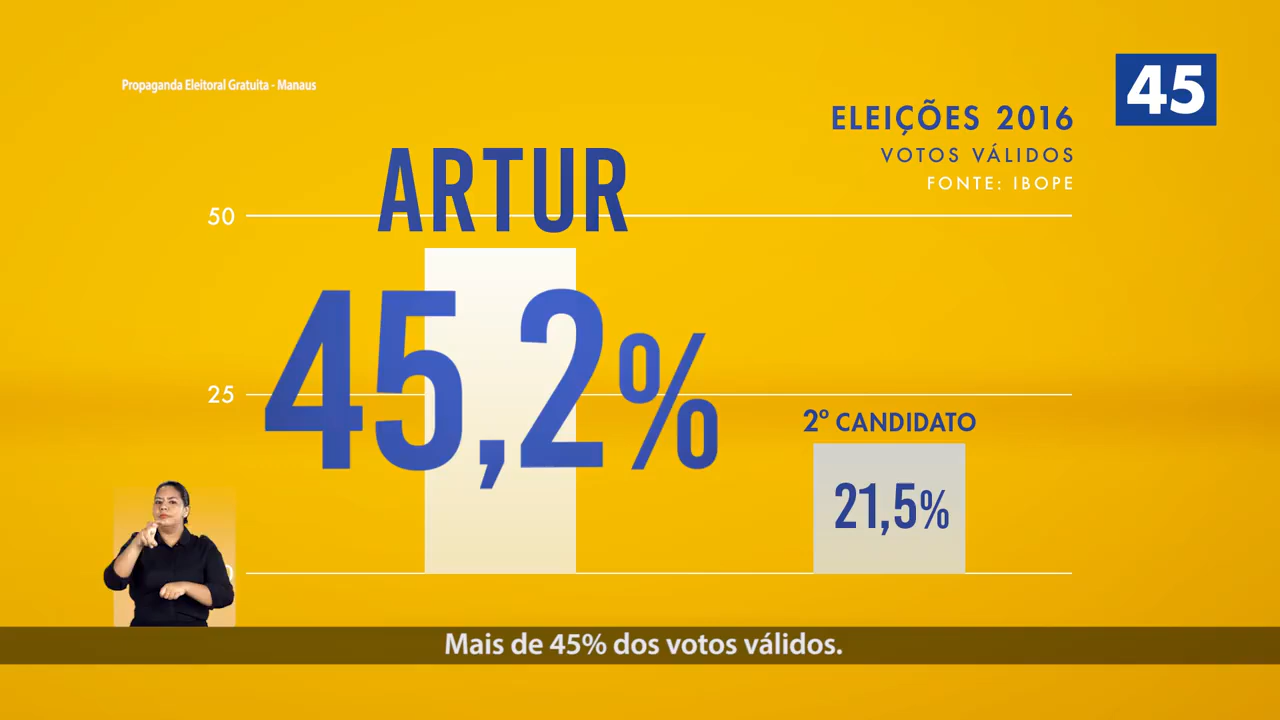 Propaganda Eleitoral Gratuita - Manaus
45
ELEIÇÕES 2016
VOTOS VÁLIDOS
FONTE: IBOPE
ARTUR
50
45,2%
25
2º CANDIDATO
21,5%
Mais de 45% dos votos válidos.